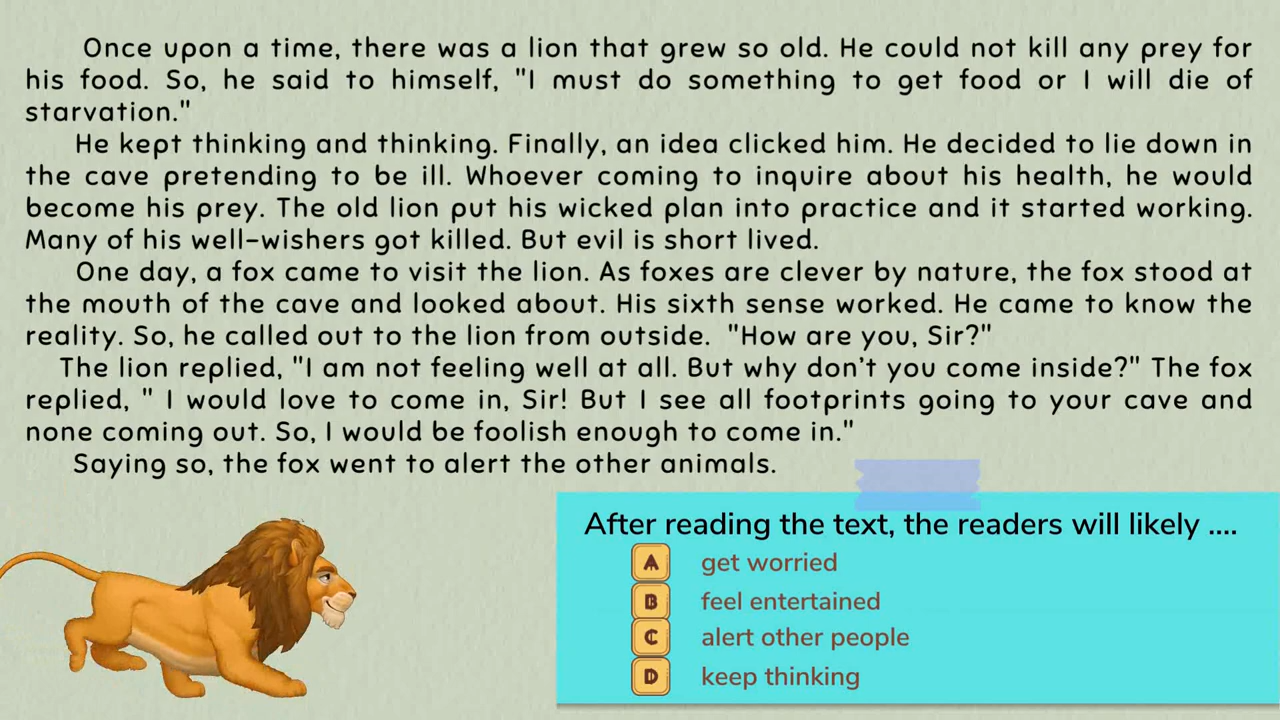 Once upon a time, there was a lion that grew so old. He could not kill any prey for
his food. So, he said to himself, "I must do something to get food or I will die of
starvation."
He kept thinking and thinking. Finally, an idea clicked him. He decided to lie down in
the cave pretending to be ill. Whoever coming to inquire about his health, he would
become his prey. The old lion put his wicked plan into practice and it started working.
Many of his well-wishers got killed. But evil is short lived.
One day, a fox came to visit the lion. As foxes are clever by nature, the fox stood at
the mouth of the cave and looked about. His sixth sense worked. He came to know the
reality. So, he called out to the lion from outside. "How are you, Sir?"
The lion replied, "I am not feeling well at all. But why don't you come inside?" The fox
replied, " I would love to come in, Sir! But I see all footprints going to your cave and
none coming out. So, I would be foolish enough to come in."
Saying so, the fox went to alert the other animals.
After reading the text, the readers will likely ....
A get worried
B feel entertained
C alert other people
D keep thinking